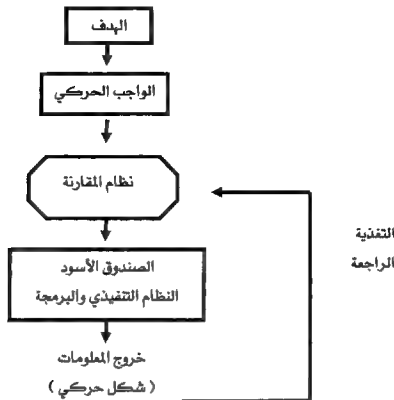 الهدف
الواجب الحركي
نظام المقارنة
التغذية
الراجعة
الصندوق الأسود
النظام التنفيذي والبرمجة
خروج المعلومات
( شكل حركي )